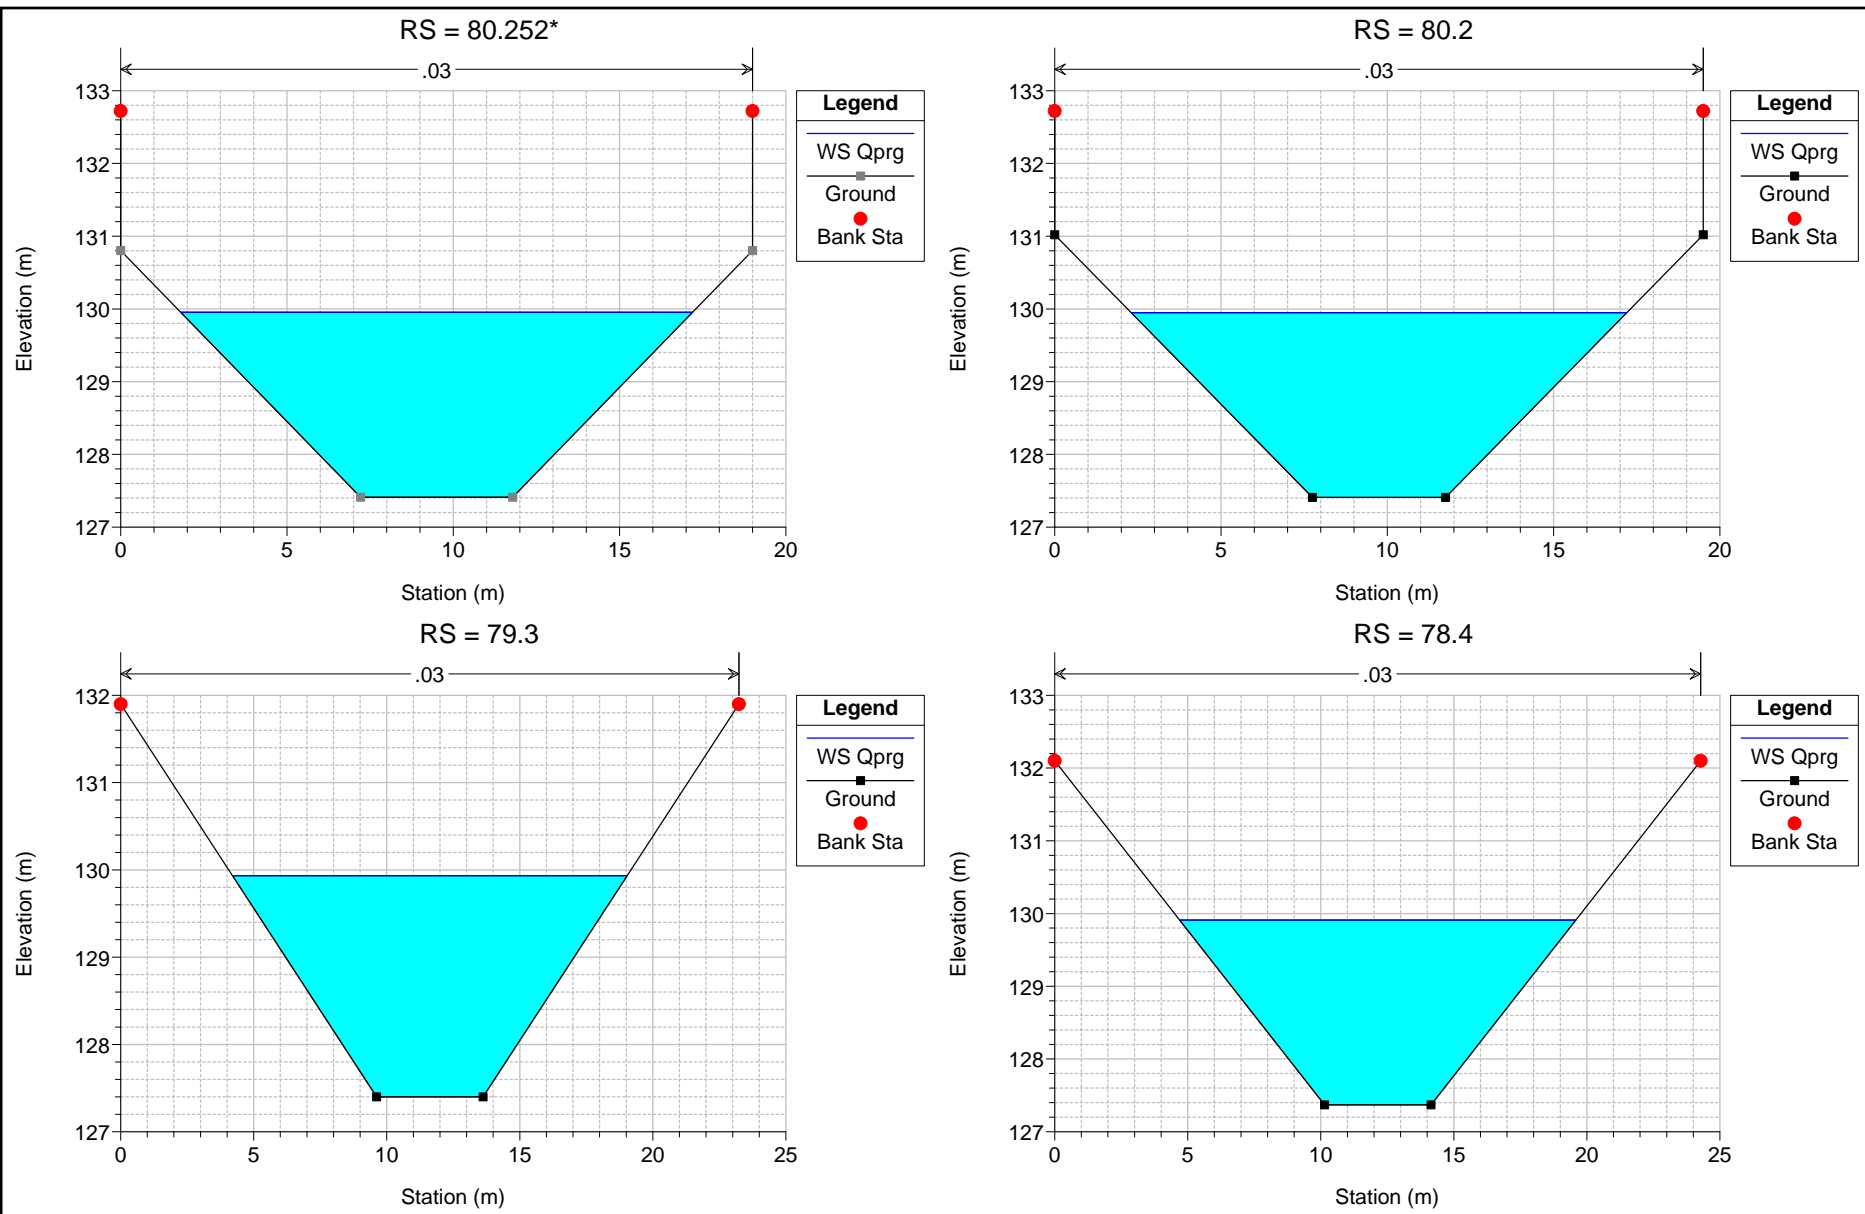 RS = 80.252*
.03
133
132
131
130
129
128
127
0
5
10
15
20
Elevation (m)
Station (m)
Legend
WS Qprg
Ground
Bank Sta
RS = 80.2
.03
133
132
131
130
129
128
127
0
5
10
15
20
Elevation (m)
Station (m)
Legend
WS Qprg
Ground
Bank Sta
RS = 79.3
.03
132
131
130
129
128
127
0
5
10
15
20
25
Elevation (m)
Station (m)
Legend
WS Qprg
Ground
Bank Sta
RS = 78.4
.03
133
132
131
130
129
128
127
0
5
10
15
20
25
Elevation (m)
Station (m)
Legend
WS Qprg
Ground
Bank Sta